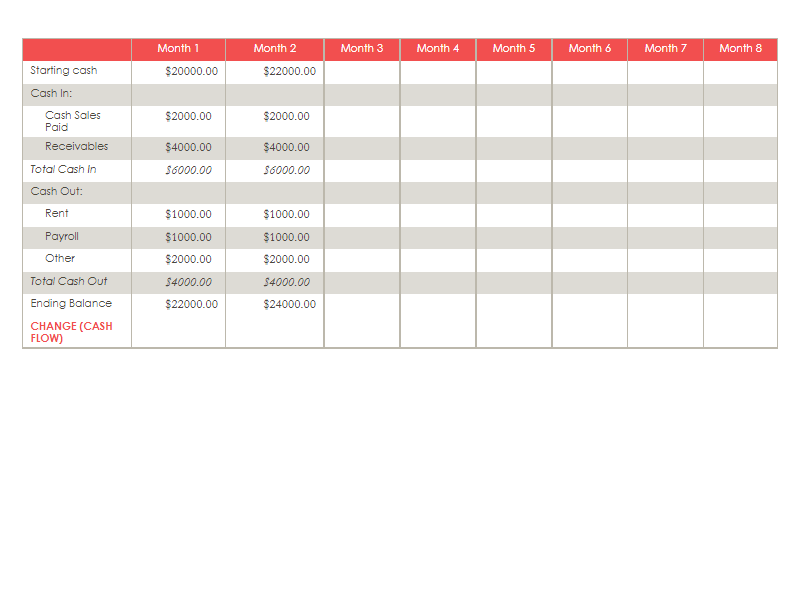 Month 1 Month 2 Month 3 Month 4 Month 5 Month 6 Month 7 Month 8
Starting cash $20000.00 $22000.00
Cash In:
Cash Sales
Paid $2000.00 $2000.00
Receivables $4000.00 $4000.00
Total Cash In $6000.00 $6000.00
Cash Out:
Rent $1000.00 $1000.00
Payroll $1000.00 $1000.00
Other $2000.00 $2000.00
Total Cash Out $4000.00 $4000.00
Ending Balance $22000.00 $24000.00
CHANGE (CASH
FLOW)